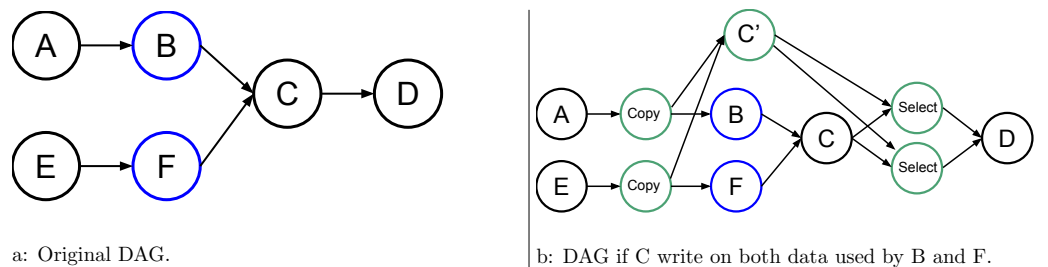 A
B
C
D
E
F
a: Original DAG.
C’
A
Copy
B
C
Select
D
E
Copy
F
Select
b: DAG if C write on both data used by B and F.